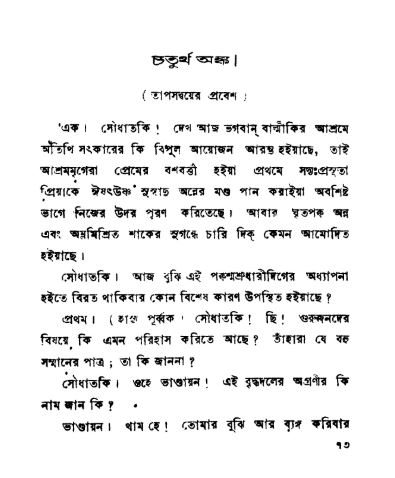 চতুর্থ অঙ্ক।
( তাপসদ্বয়ের প্রবেশ )
এক। সৌধাতকি! দেখ আজ ভগবান্ বাল্মীকির আশ্রমে
অতিথি সৎকারের কি বিপুল আয়োজন আরম্ভ হইয়াছে, তাই
আশ্রমমৃগেরা প্রেমের বশবর্ত্তী হইয়া প্রথমে সদ্যঃপ্রসূতা
প্রিয়াকে ঈষৎউষ্ণ সুস্বাদু অন্নের মণ্ড পান করাইয়া অবশিষ্ট
ভাগে নিজের উদর পূরণ করিতেছে। আবার ঘৃতপক্ব অন্ন
এবং অম্লমিশ্রিত শাকের সুগন্ধে চারি দিক্ কেমন আমোদিত
হইয়াছে।
সৌধাতকি। আজ বুঝি এই পক্বশ্মশ্রুধারীদিগের অধ্যাপনা
হইতে বিরত থাকিবার কোন বিশেষ কারণ উপস্থিত হইয়াছে?
প্রথম। (হাস্য পূর্ব্বক) সৌধাতকি! ছি! গুরুজনদের
বিষয়ে কি এমন পরিহাস করিতে আছে? তাঁহারা যে বহু
সম্মানের পাত্র; তা কি জাননা?
সৌধাতকি। ওহে ভাণ্ডায়ন! এই বৃদ্ধদলের অগ্রণীর কি
নাম জান কি?
ভাণ্ডায়ন। থাম হে! তোমার বুঝি আর ব্যঙ্গ করিবার
৭৩